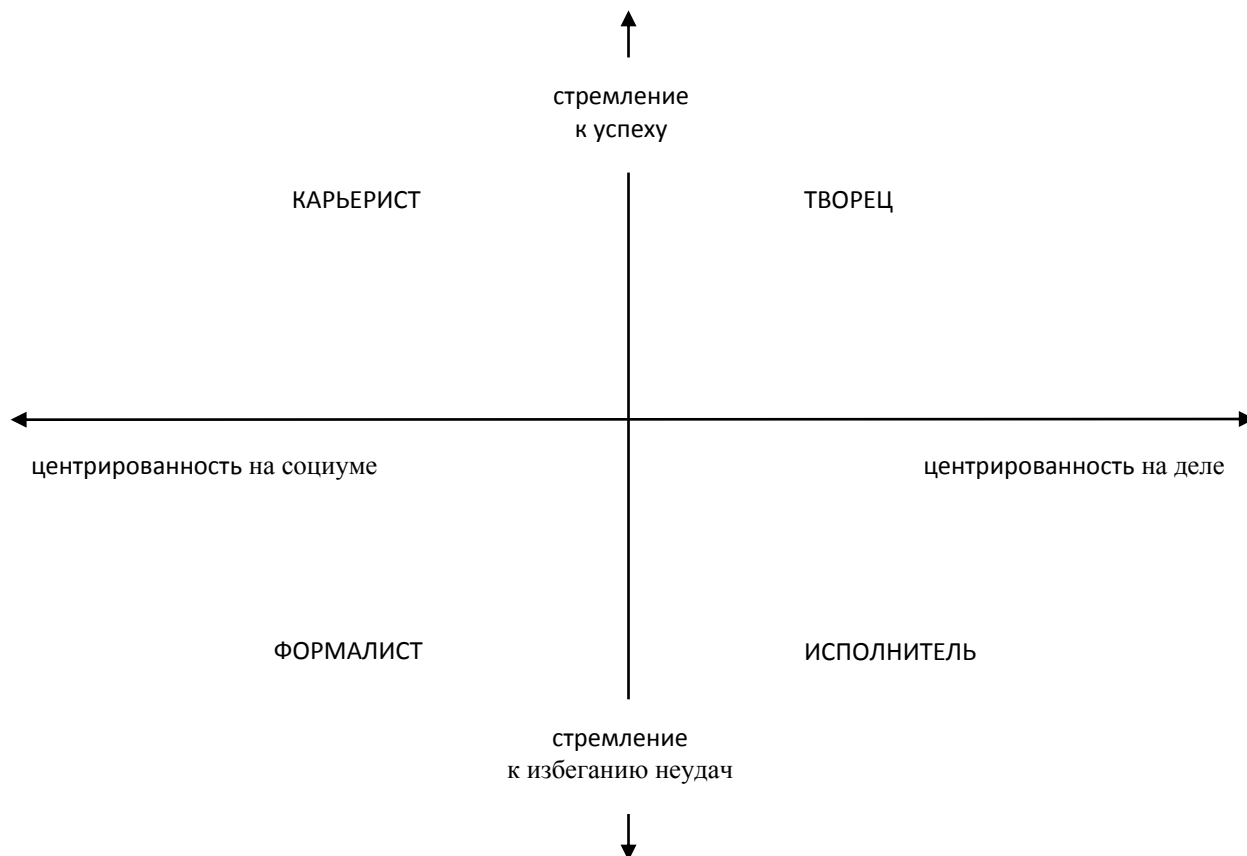 стремление
к успеху
КАРЬЕРИСТ
ТВОРЕЦ
центрированность на социуме
центрированность на деле
ФОРМАЛИСТ
ИСПОЛНИТЕЛЬ
стремление
к избеганию неудач